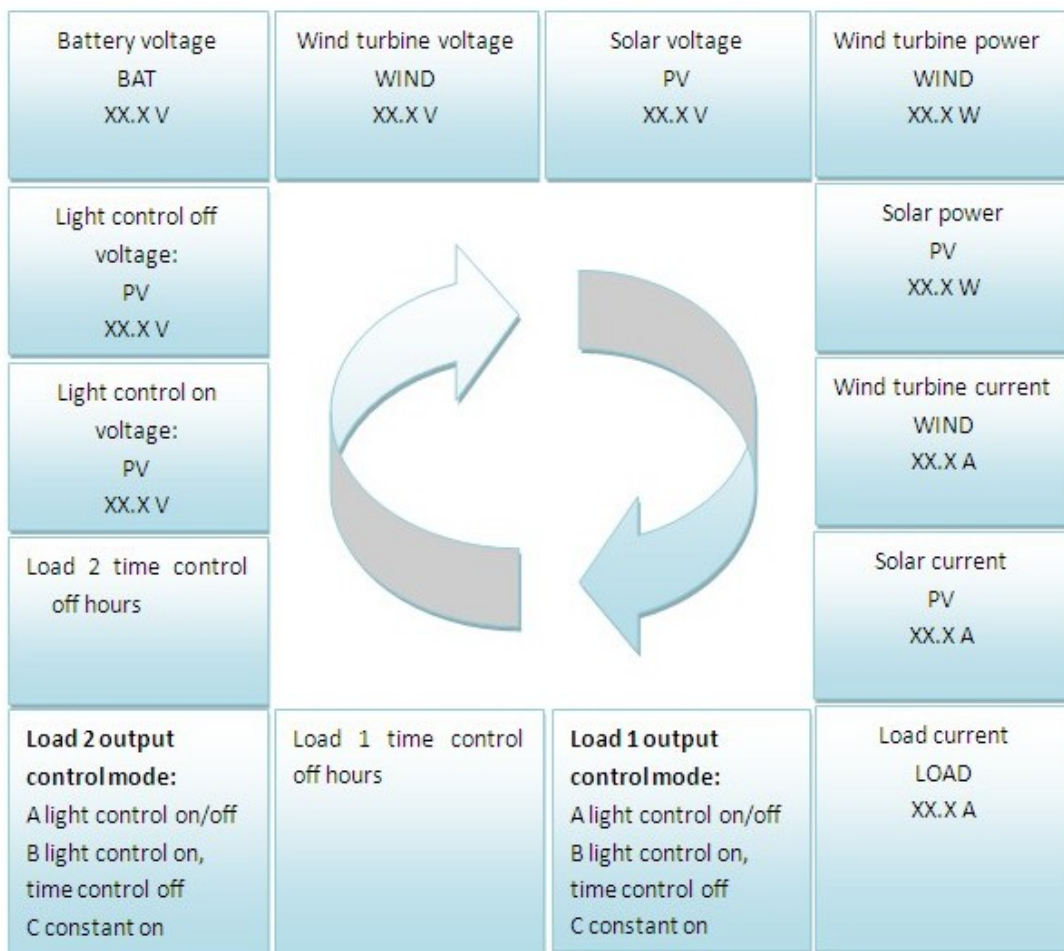 Battery voltage
BAT
XX.X V
Wind turbine voltage
WIND
XX.X V
Solar voltage
PV
XX.X V
Wind turbine power
WIND
XX.X W
Light control off
voltage:
PV
XX.X V
Solar power
PV
XX.X W
Light control on
voltage:
PV
XX.X V
Wind turbine current
WIND
XX.X A
Load 2 time control
off hours
Solar current
PV
XX.X A
Load 2 output
control mode:
A light control on/off
B light control on,
time control off
C constant on
Load 1 time control
off hours
Load 1 output
control mode:
A light control on/off
B light control on,
time control off
C constant on
Load current
LOAD
XX.X A